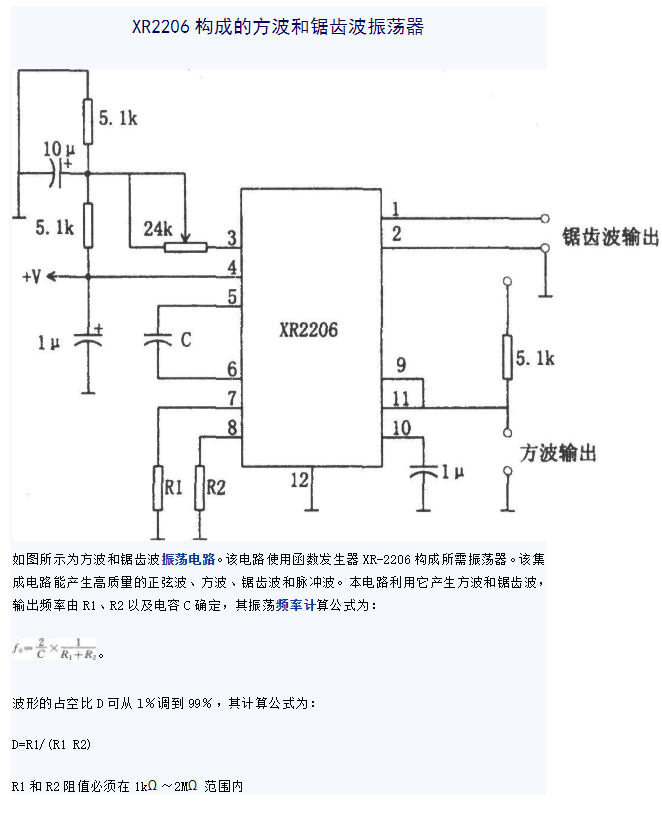 XR2206 构成的方波和锯齿波振荡器
5.1k
10μ
+
5.1k
24k
3
1
2
锯齿波输出
+V
4
5
1μ
+
C
XR2206
5.1k
6
9
7
11
8
10
方波输出
R1
R2
12
1μ
如图所示为方波和锯齿波振荡电路。该电路使用函数发生器 XR-2206 构成所需振荡器。该集
成电路能产生高质量的正弦波、方波、锯齿波和脉冲波。本电路利用它产生方波和锯齿波，
输出频率由 R1、R2 以及电容 C 确定，其振荡频率计算公式为：
f₀=2/C×1/(R₁+R₂)。
波形的占空比 D 可从 1％调到 99％，其计算公式为：
D=R1/(R1 R2)
R1 和 R2 阻值必须在 1kΩ ～2MΩ 范围内